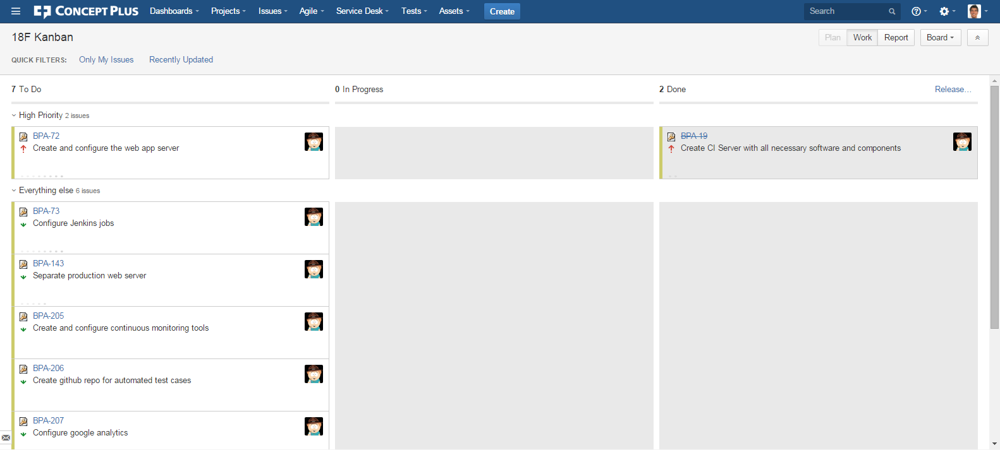 CONCEPT PLUS Dashboards Projects Issues Agile Service Desk Tests Assets Create Search
18F Kanban Plan Work Report Board
QUICK FILTERS: Only My Issues Recently Updated
7 To Do 0 In Progress 2 Done Release...
High Priority 2 issues
BPA-72 BPA-19
Create and configure the web app server Create CI Server with all necessary software and components
Everything else 6 issues
BPA-73
Configure Jenkins jobs
BPA-143
Separate production web server
BPA-205
Create and configure continuous monitoring tools
BPA-206
Create github repo for automated test cases
BPA-207
Configure google analytics